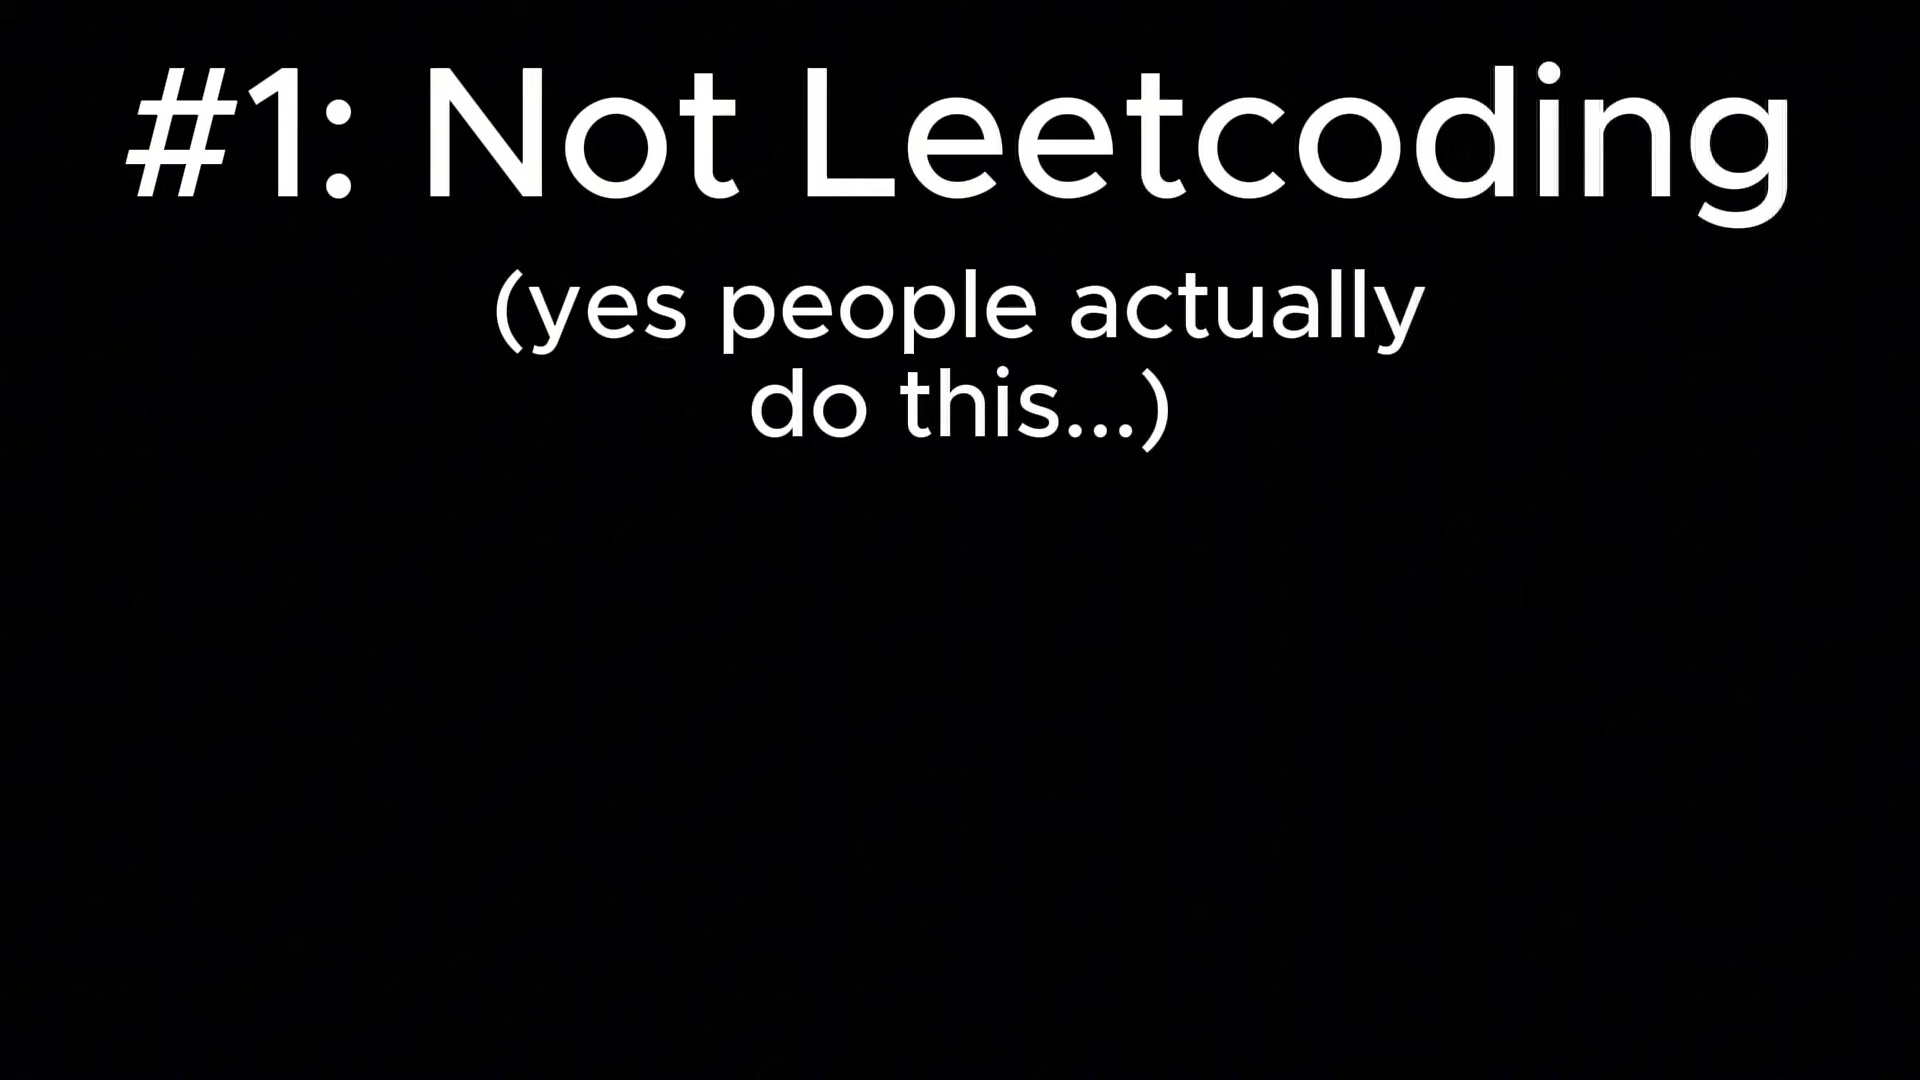 #1: Not Leetcoding
(yes people actually
do this...)